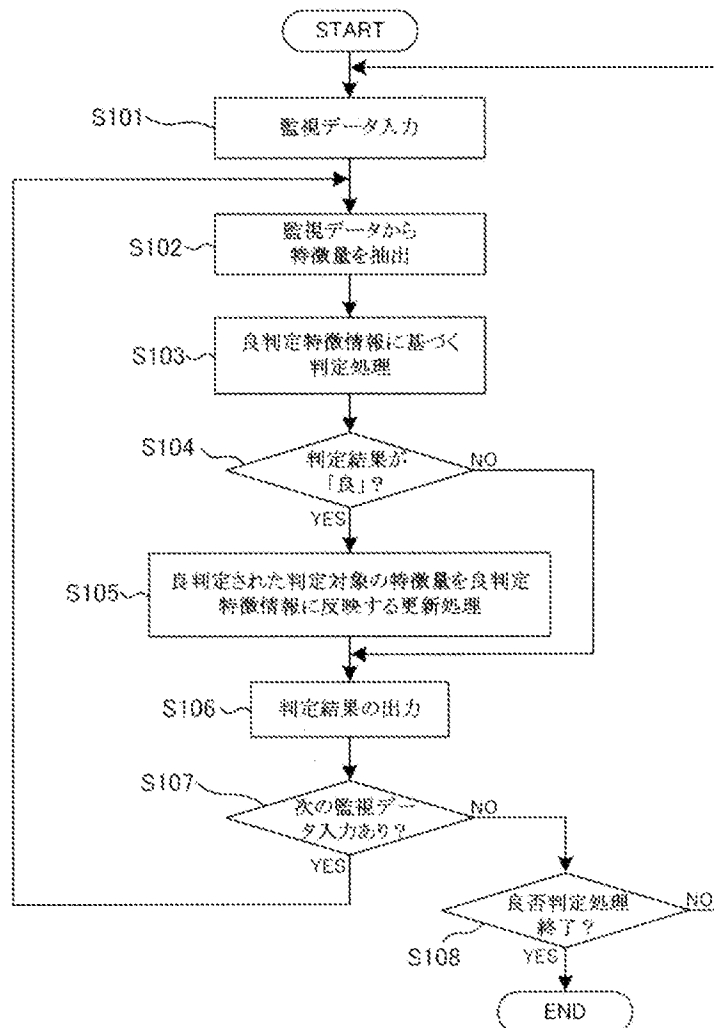 START
S101
監視データ入力
S102
監視データから
特徴量を抽出
S103
良判定特徴情報に基づく
判定処理
S104
判定結果が
「良」?
NO
YES
S105
良判定された判定対象の特徴量を良判定
特徴情報に反映する更新処理
S106
判定結果の出力
S107
次の監視デー
タ入力あり?
NO
YES
良否判定処理
終了?
NO
S108
YES
END